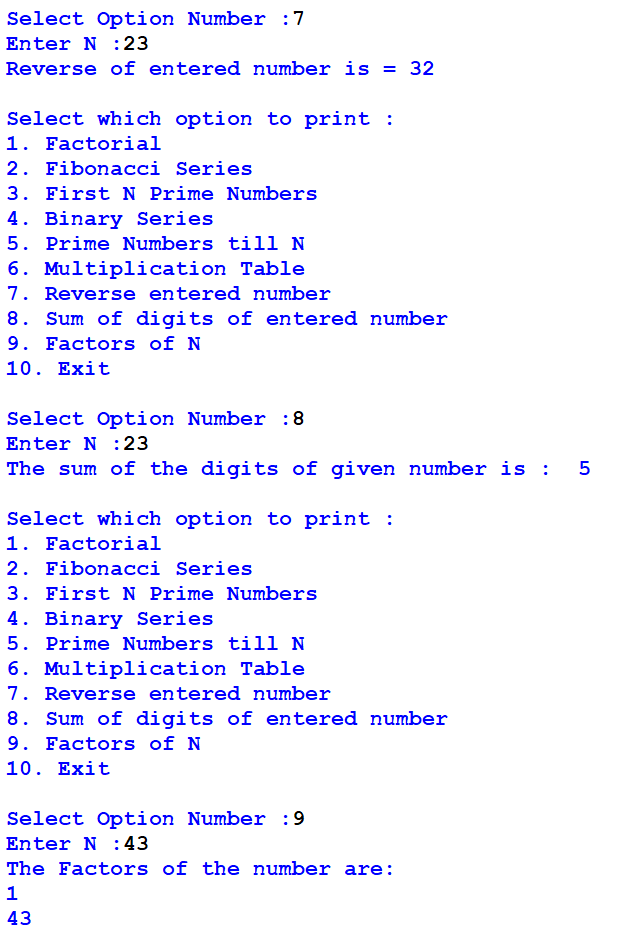 Select Option Number :7
Enter N :23
Reverse of entered number is = 32

Select which option to print :
1. Factorial
2. Fibonacci Series
3. First N Prime Numbers
4. Binary Series
5. Prime Numbers till N
6. Multiplication Table
7. Reverse entered number
8. Sum of digits of entered number
9. Factors of N
10. Exit

Select Option Number :8
Enter N :23
The sum of the digits of given number is :  5

Select which option to print :
1. Factorial
2. Fibonacci Series
3. First N Prime Numbers
4. Binary Series
5. Prime Numbers till N
6. Multiplication Table
7. Reverse entered number
8. Sum of digits of entered number
9. Factors of N
10. Exit

Select Option Number :9
Enter N :43
The Factors of the number are:
1
43